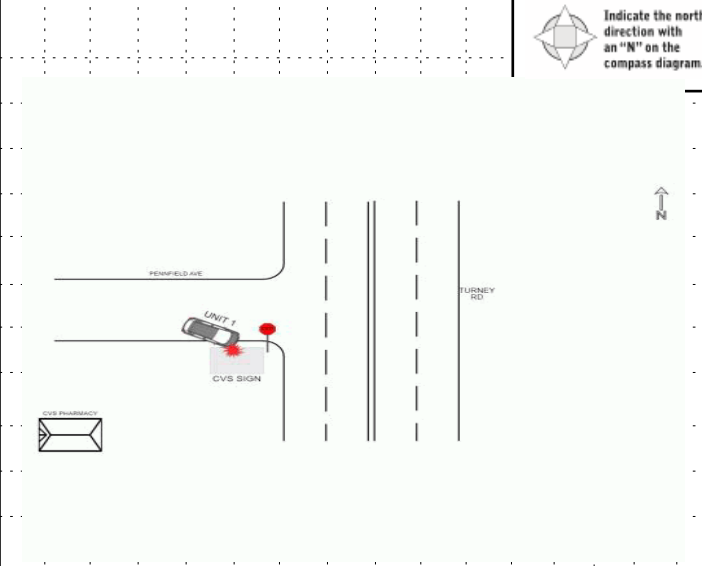 Indicate the north
direction with
an "N" on the
compass diagram.
N
PENNFIELD AVE
TURNEY
RD
UNIT 1
CVS SIGN
CVS PHARMACY